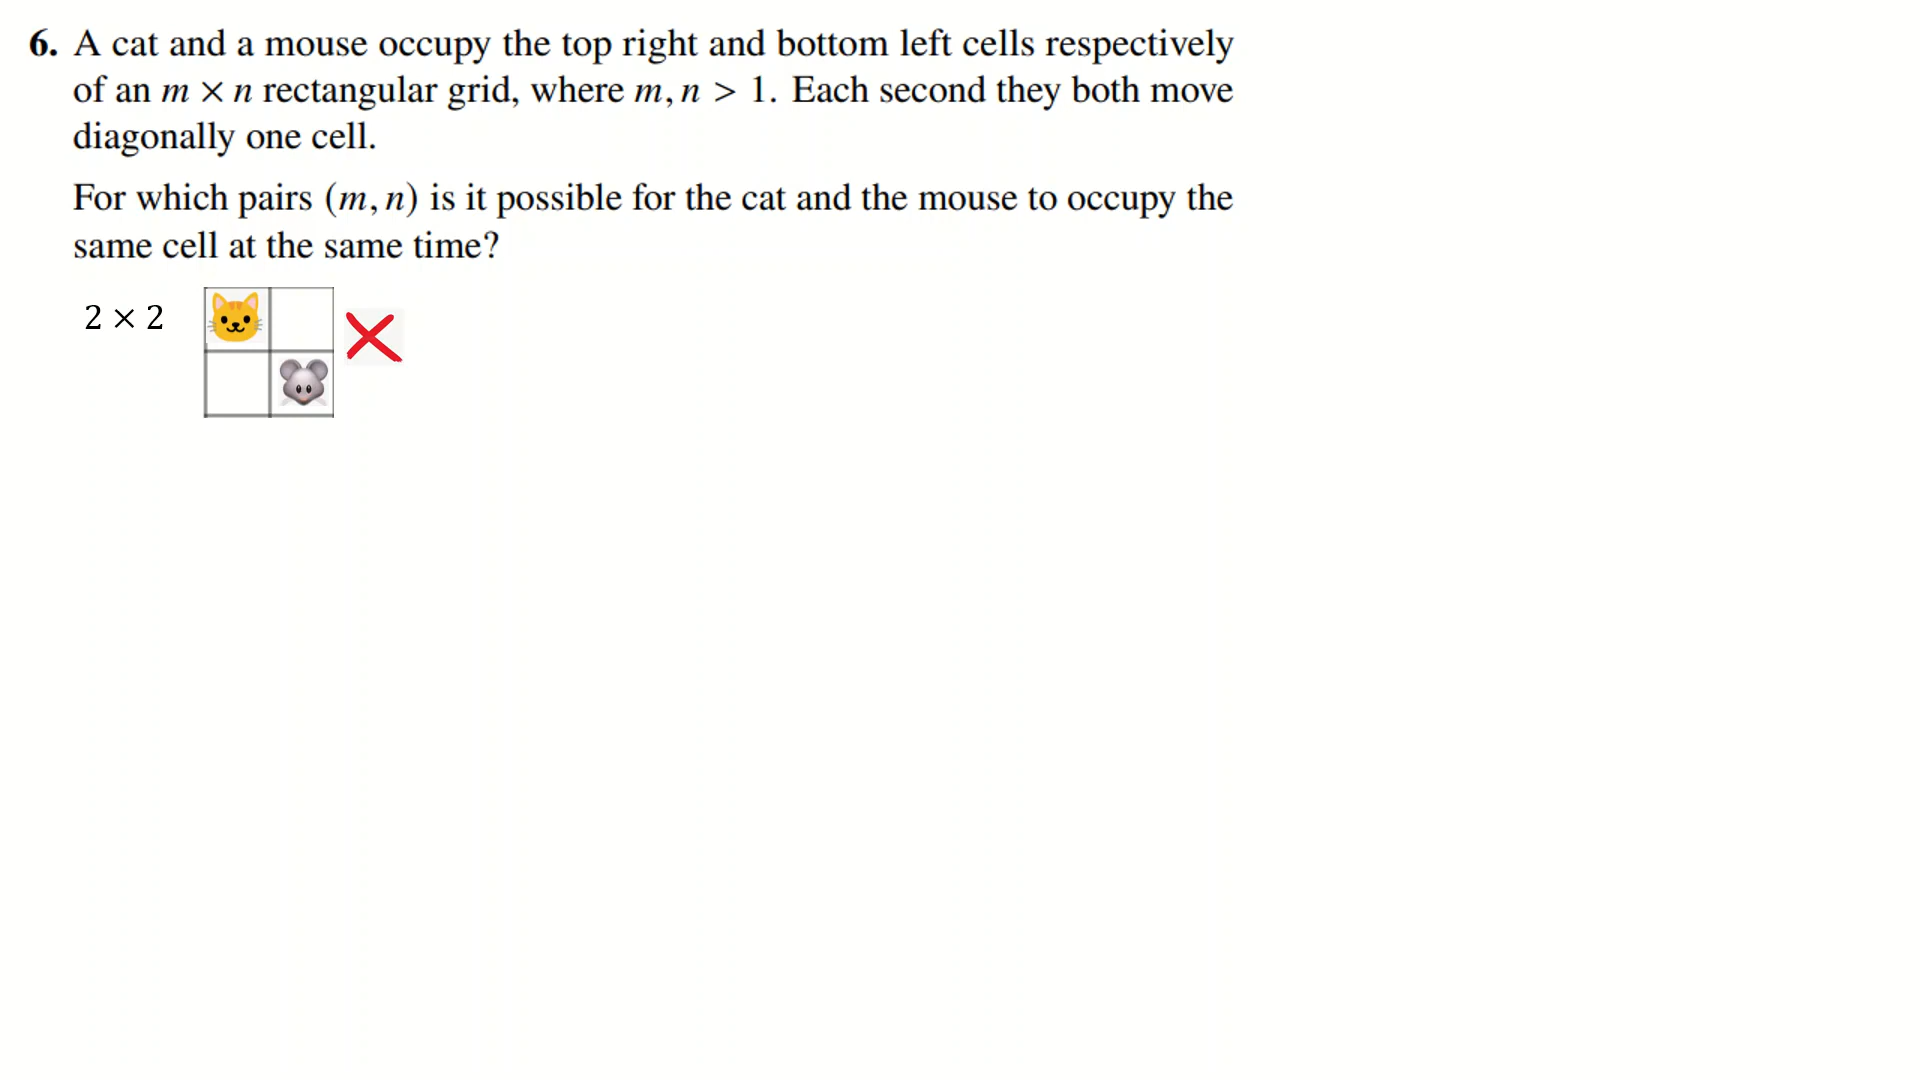 6. A cat and a mouse occupy the top right and bottom left cells respectively
of an m × n rectangular grid, where m, n > 1. Each second they both move
diagonally one cell.
For which pairs (m, n) is it possible for the cat and the mouse to occupy the
same cell at the same time?
2 × 2